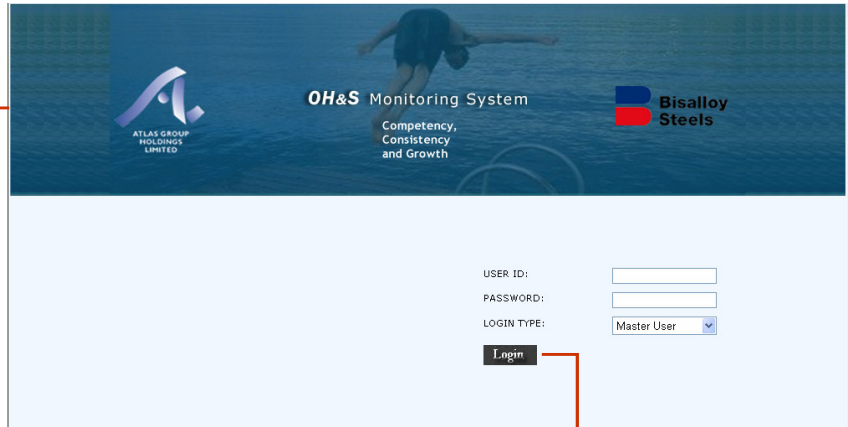 OH&S Monitoring System
Competency,
Consistency
and Growth
ATLAS GROUP
HOLDINGS
LIMITED
Bisalloy
Steels
USER ID:
PASSWORD:
LOGIN TYPE:
Master User
Login